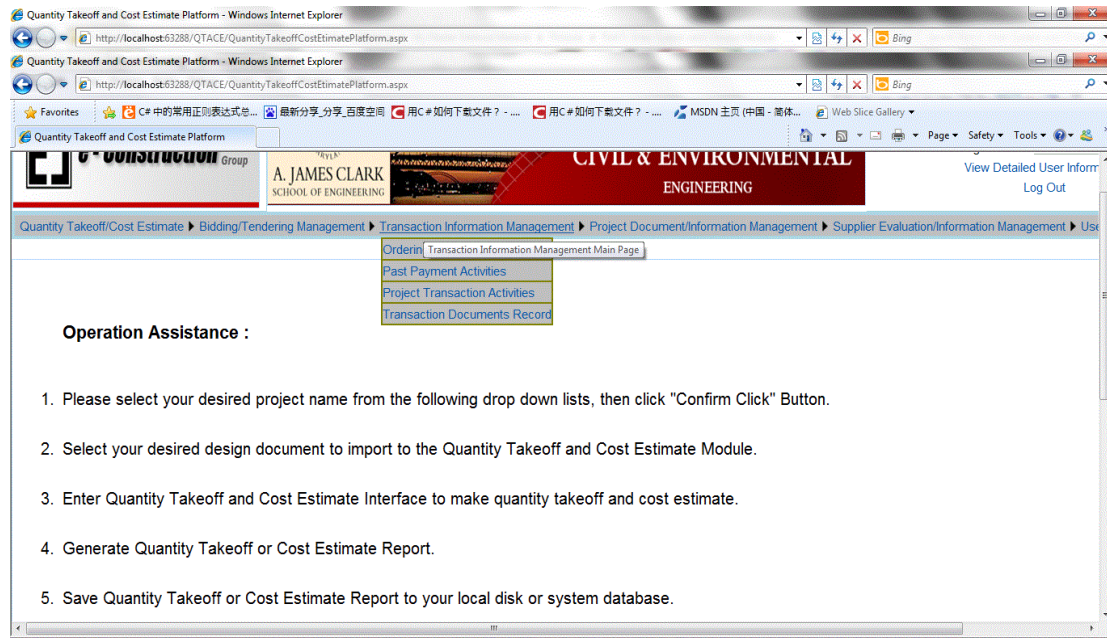 Quantity Takeoff and Cost Estimate Platform - Windows Internet Explorer
http://localhost:63288/QTACE/QuantityTakeoffCostEtimatePlatform.aspx
Bing
Quantity Takeoff and Cost Estimate Platform - Windows Internet Explorer
http://localhost:63288/QTACE/QuantityTakeoffCostEtimatePlatform.aspx
Bing
Favorites C# 中的常用正则表达式总... 最新分享_分享_百度空间 用C#如何下载文件? - .... 用C#如何下载文件? - .... MSDN 主页 (中国 - 简体... Web Slice Gallery
Quantity Takeoff and Cost Estimate Platform
Page Safety Tools
e-construction Group
A. JAMES CLARK
SCHOOL OF ENGINEERING
CIVIL & ENVIRONMENTAL
ENGINEERING
View Detailed User Inform
Log Out
Quantity Takeoff/Cost Estimate Bidding/Tendering Management Transaction Information Management Project Document/Information Management Supplier Evaluation/Information Management Use
Orderin
Transaction Information Management Main Page
Past Payment Activities
Project Transaction Activities
Transaction Documents Record
Operation Assistance :
1. Please select your desired project name from the following drop down lists, then click "Confirm Click" Button.
2. Select your desired design document to import to the Quantity Takeoff and Cost Estimate Module.
3. Enter Quantity Takeoff and Cost Estimate Interface to make quantity takeoff and cost estimate.
4. Generate Quantity Takeoff or Cost Estimate Report.
5. Save Quantity Takeoff or Cost Estimate Report to your local disk or system database.